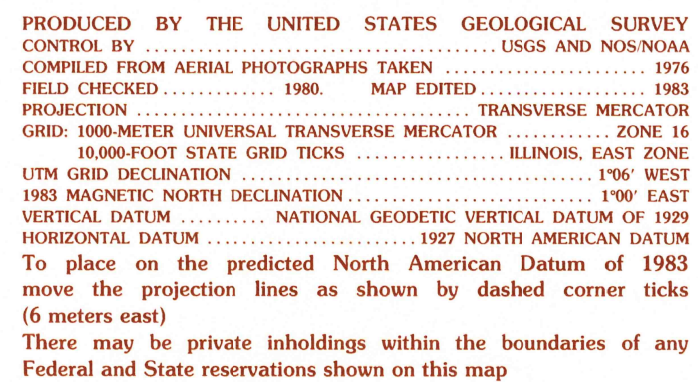 PRODUCED BY THE UNITED STATES GEOLOGICAL SURVEY
CONTROL BY ........................................ USGS AND NOS/NOAA
COMPILED FROM AERIAL PHOTOGRAPHS TAKEN ....................... 1976
FIELD CHECKED ............. 1980. MAP EDITED ................... 1983
PROJECTION ..................................... TRANSVERSE MERCATOR
GRID: 1000-METER UNIVERSAL TRANSVERSE MERCATOR ............ ZONE 16
10,000-FOOT STATE GRID TICKS ................. ILLINOIS, EAST ZONE
UTM GRID DECLINATION ....................................... 1°06′ WEST
1983 MAGNETIC NORTH DECLINATION ........................... 1°00′ EAST
VERTICAL DATUM .......... NATIONAL GEODETIC VERTICAL DATUM OF 1929
HORIZONTAL DATUM ....................... 1927 NORTH AMERICAN DATUM
To place on the predicted North American Datum of 1983
move the projection lines as shown by dashed corner ticks
(6 meters east)
There may be private inholdings within the boundaries of any
Federal and State reservations shown on this map